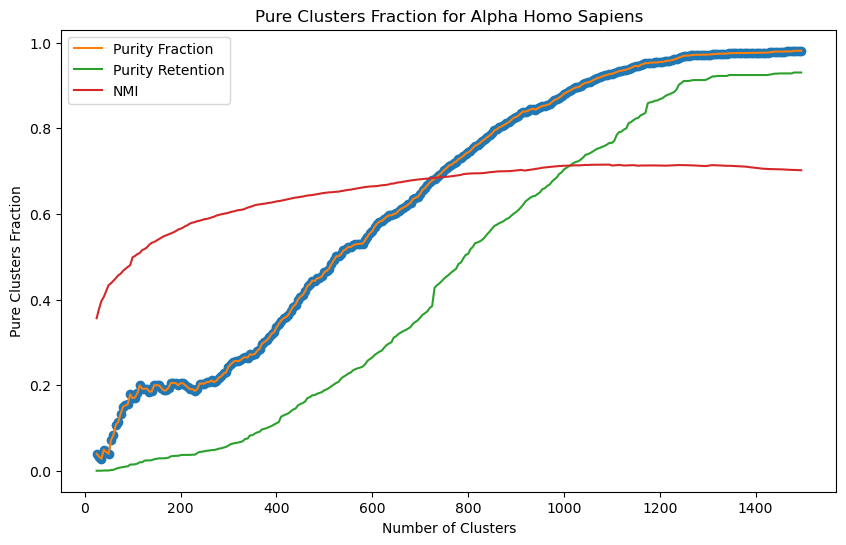 Pure Clusters Fraction for Alpha Homo Sapiens
Purity Fraction
Purity Retention
NMI
Pure Clusters Fraction
1.0
0.8
0.6
0.4
0.2
0.0
0 200 400 600 800 1000 1200 1400
Number of Clusters